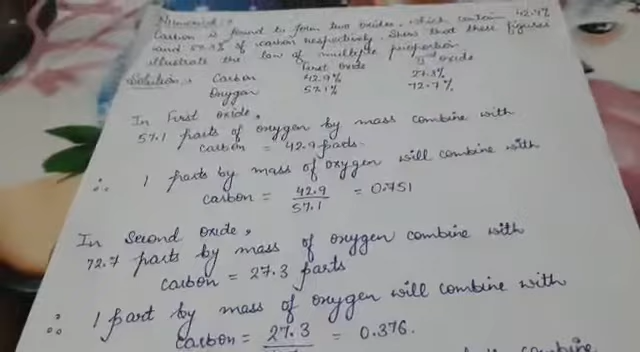 Numerical:
Carbon is found to form two oxides, which contain 42.9%
and of carbon respectively. Show that these figures
illustrate the law of multiple proportion
First oxide II oxide
Solution: Carbon 42.9% 27.3%
Oxygen 57.1% 72.7%
In First oxide,
57.1 parts of oxygen by mass combine with
carbon = 42.9 parts.
∴ 1 parts by mass of oxygen will combine with
carbon = 42.9 / 57.1 = 0.751
In Second oxide,
72.7 parts by mass of oxygen combine with
carbon = 27.3 parts
∴ 1 part by mass of oxygen will combine with
carbon = 27.3 = 0.376.
combine